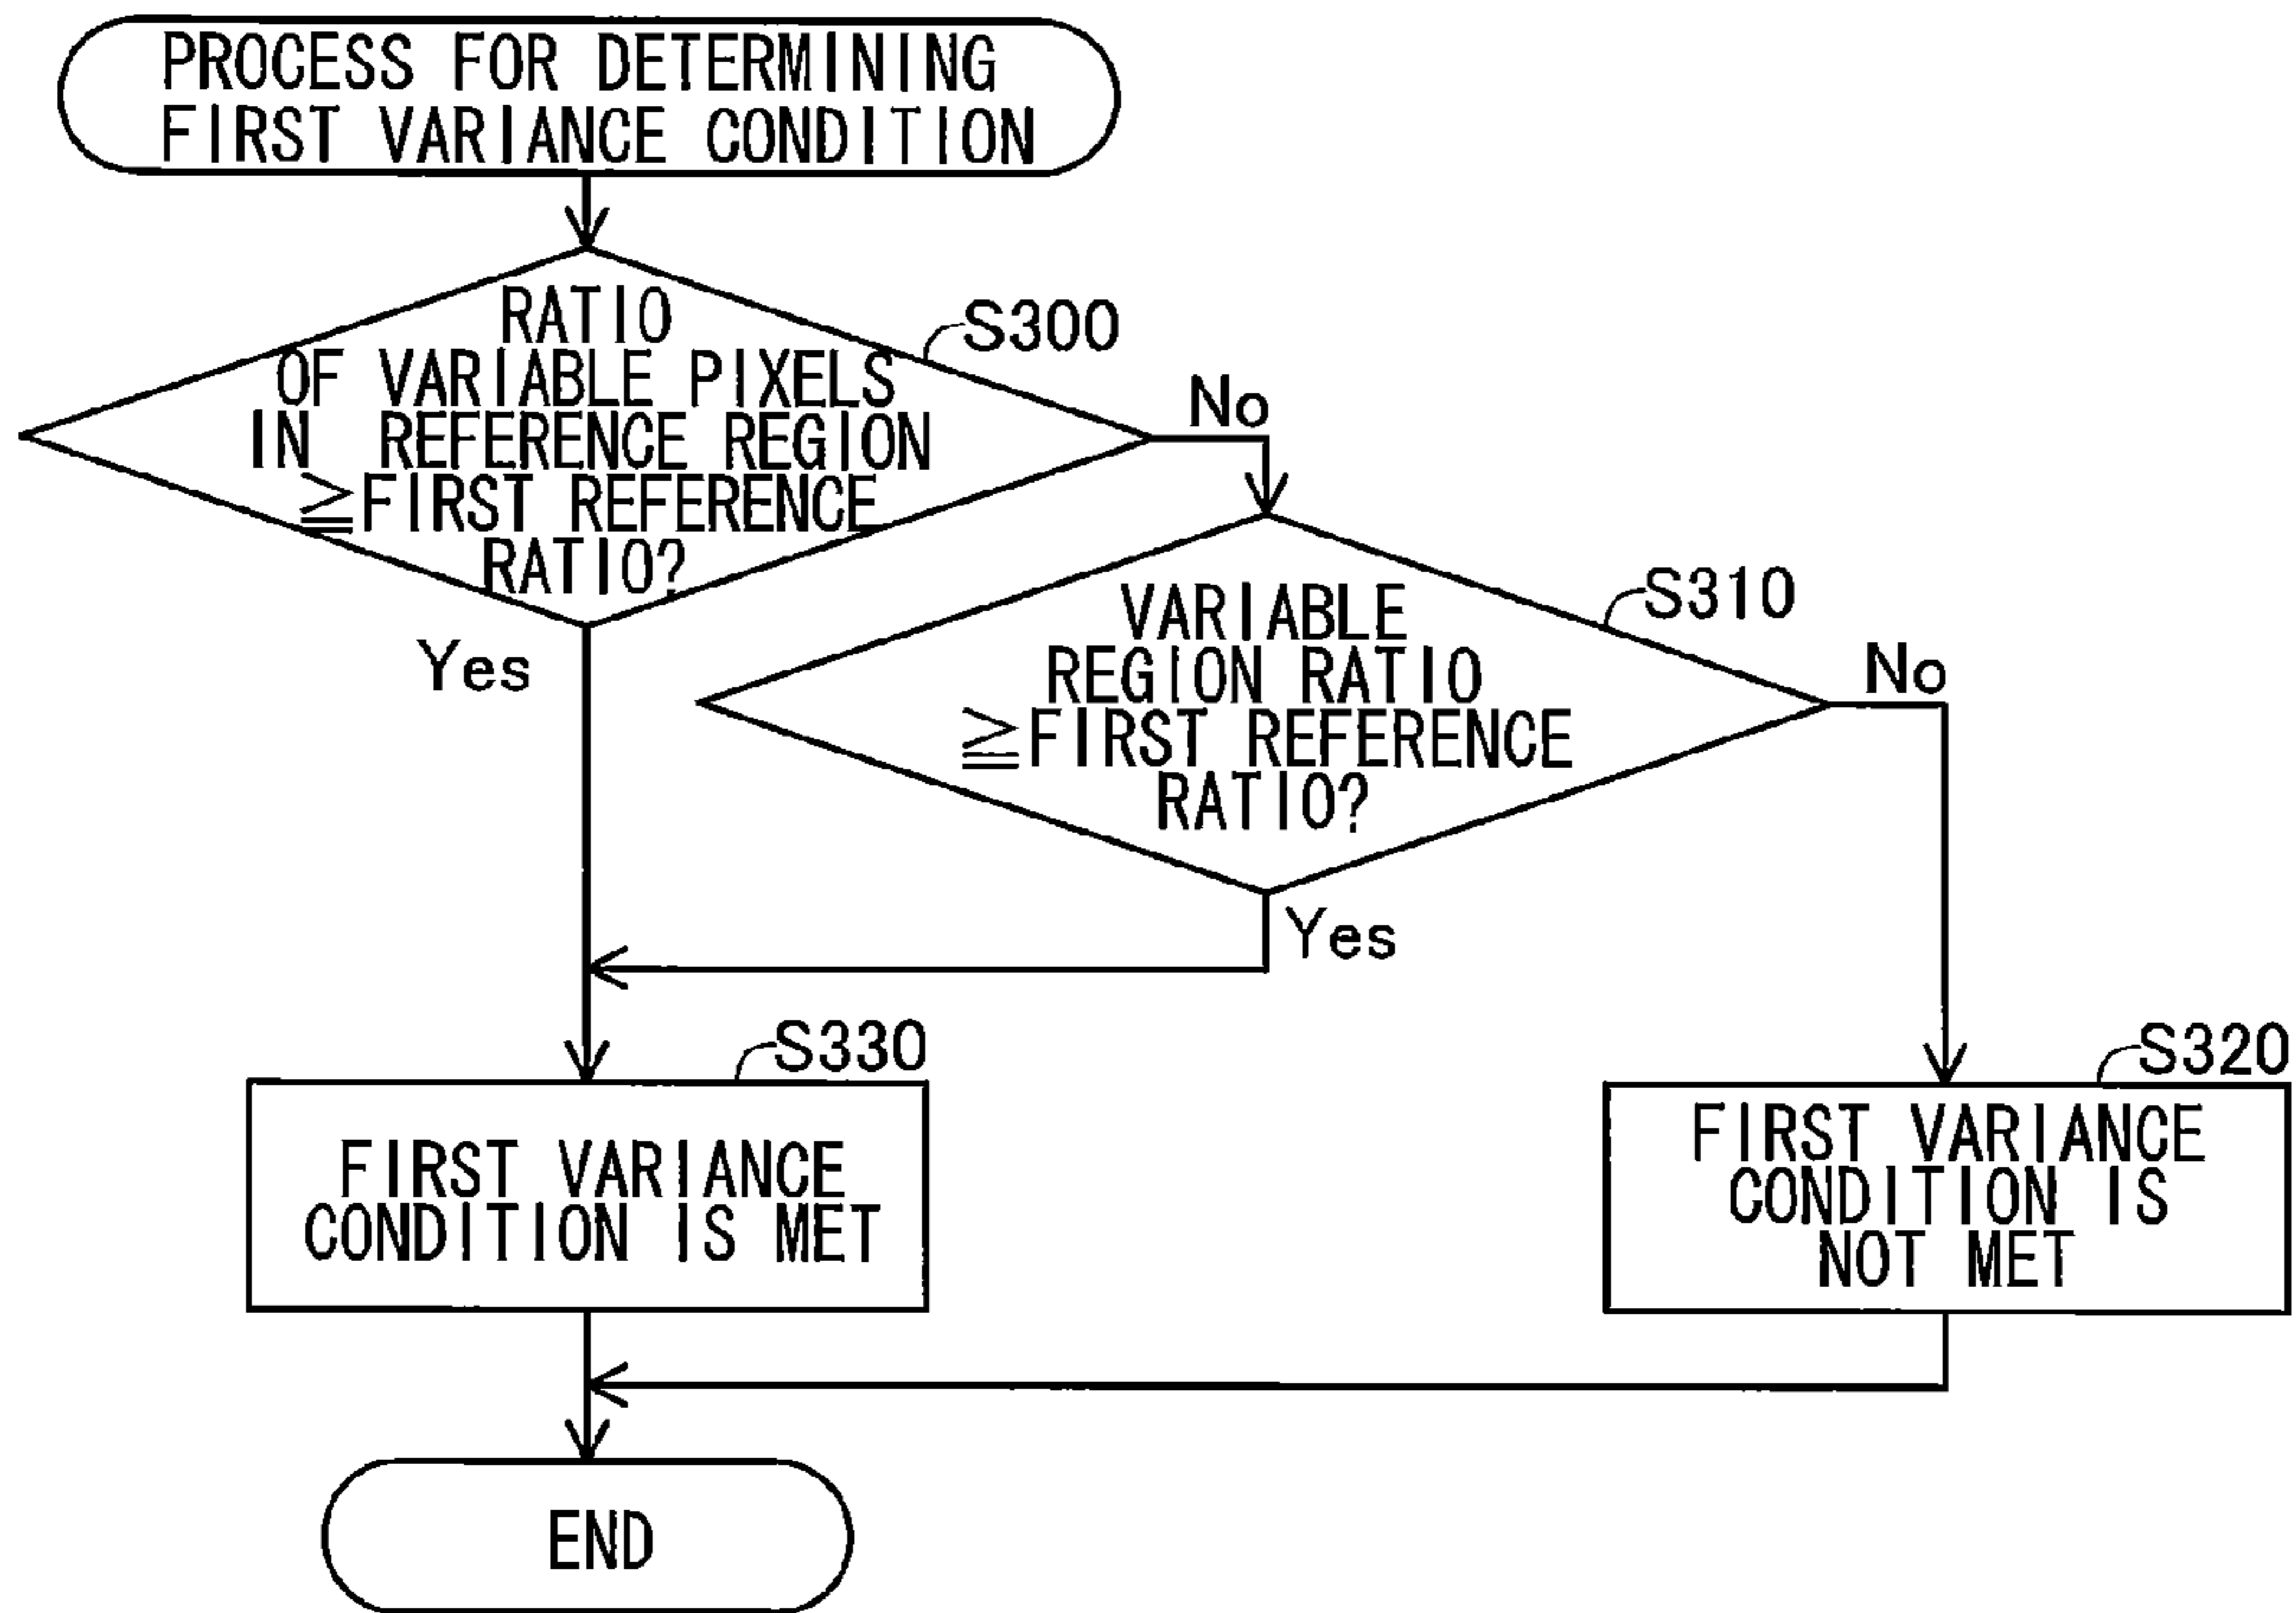 PROCESS FOR DETERMINING
FIRST VARIANCE CONDITION
RATIO
OF VARIABLE PIXELS
IN REFERENCE REGION
≧FIRST REFERENCE
RATIO?
S300
No
Yes
VARIABLE
REGION RATIO
≧FIRST REFERENCE
RATIO?
S310
No
Yes
S330
FIRST VARIANCE
CONDITION IS MET
S320
FIRST VARIANCE
CONDITION IS
NOT MET
END